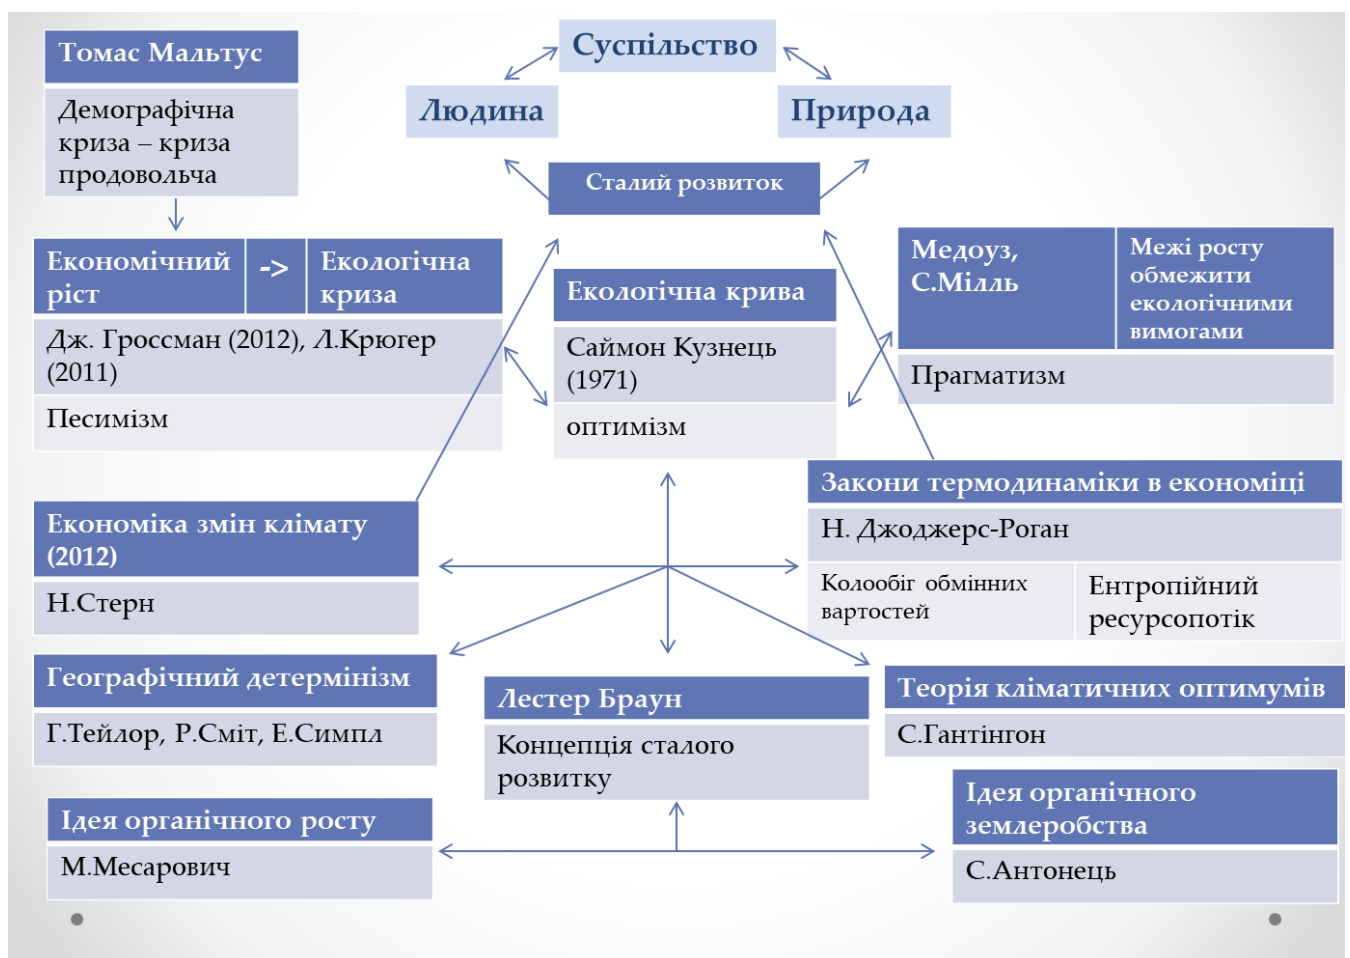 Томас Мальтус
Демографічна
криза – криза
продовольча
Суспільство
Людина
Природа
Сталий розвиток
Економічний
ріст
->
Екологічна
криза
Дж. Гроссман (2012), Л.Крюгер
(2011)
Песимізм
Екологічна крива
Саймон Кузнець
(1971)
оптимізм
Медоуз,
С.Мілль
Межі росту
обмежити
екологічними
вимогами
Прагматизм
Економіка змін клімату
(2012)
Н.Стерн
Закони термодинаміки в економіці
Н. Джоджерс-Роган
Колообіг обмінних
вартостей
Ентропійний
ресурсопотік
Географічний детермінізм
Г.Тейлор, Р.Сміт, Е.Симпл
Лестер Браун
Концепція сталого
розвитку
Теорія кліматичних оптимумів
С.Гантінгон
Ідея органічного росту
М.Месарович
Ідея органічного
землеробства
С.Антонець